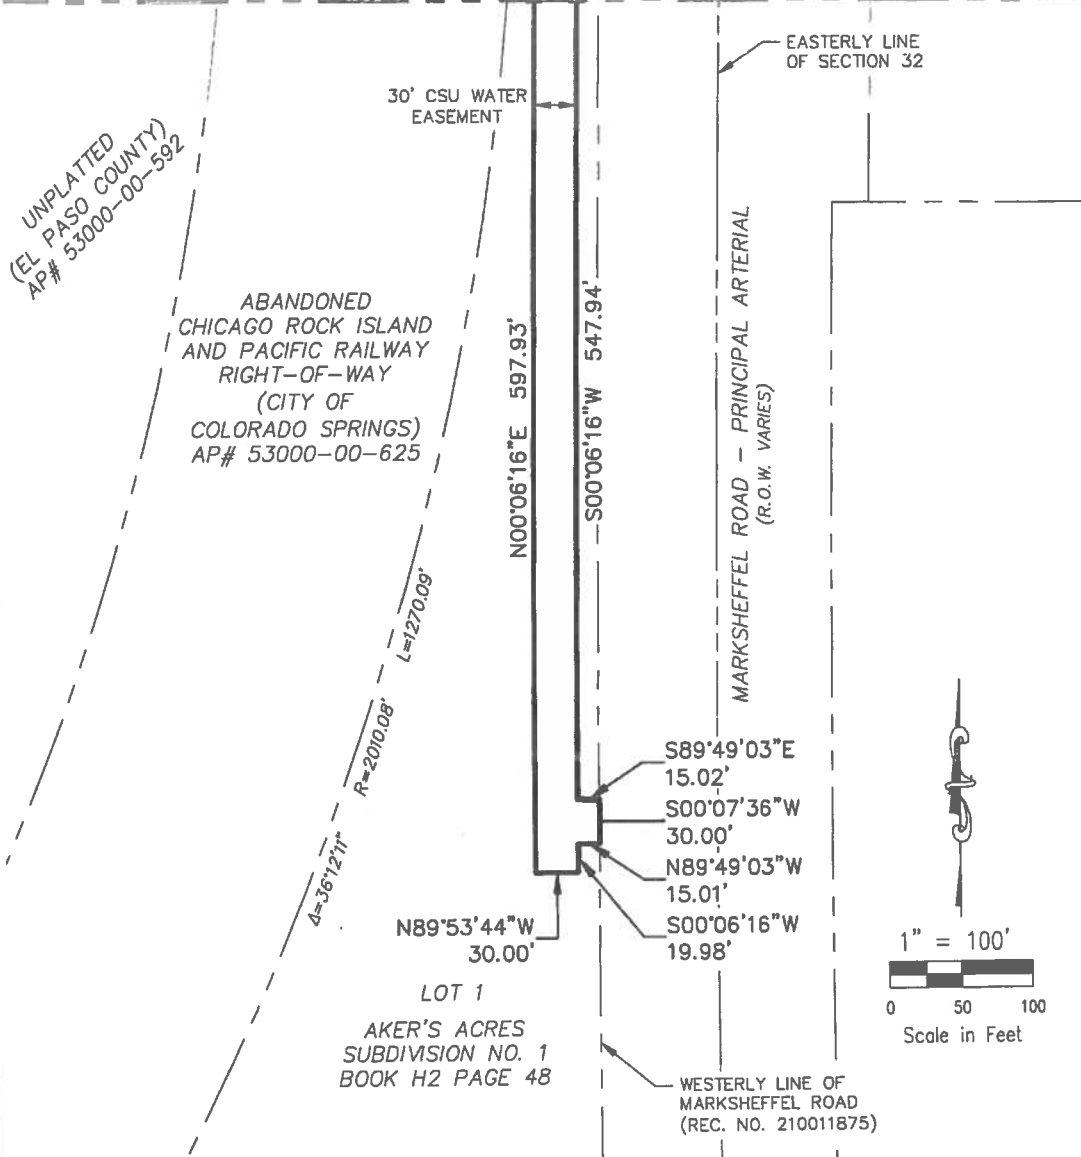 EASTERLY LINE
OF SECTION 32
30' CSU WATER
EASEMENT
UNPLATTED
(EL PASO COUNTY)
AP# 53000-00-592
ABANDONED
CHICAGO ROCK ISLAND
AND PACIFIC RAILWAY
RIGHT-OF-WAY
(CITY OF
COLORADO SPRINGS)
AP# 53000-00-625
N00°06'16"E 597.93'
S00°06'16"W 547.94'
MARKSHEFFEL ROAD - PRINCIPAL ARTERIAL
(R.O.W. VARIES)
Δ=36°12'11" R=2010.08' L=1270.09'
S89°49'03"E
15.02'
S00°07'36"W
30.00'
N89°49'03"W
15.01'
S00°06'16"W
19.98'
N89°53'44"W
30.00'
1" = 100'
0 50 100
Scale in Feet
LOT 1
AKER'S ACRES
SUBDIVISION NO. 1
BOOK H2 PAGE 48
WESTERLY LINE OF
MARKSHEFFEL ROAD
(REC. NO. 210011875)